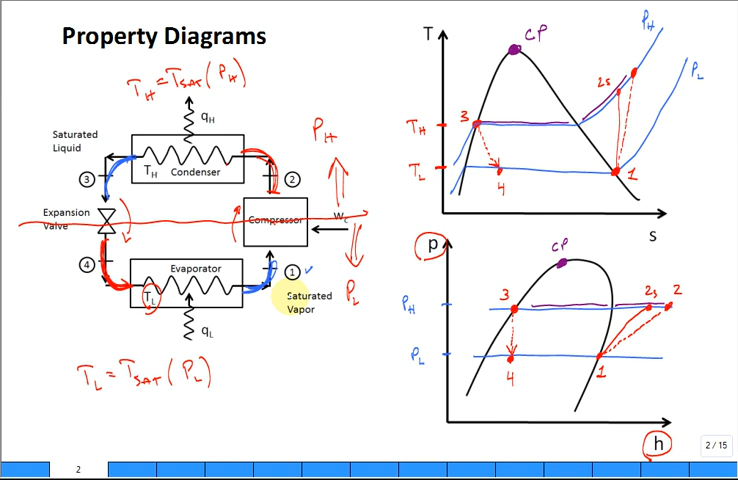 Property Diagrams
T_H = T_SAT (P_H)
q_H
Saturated
Liquid
T_H
Condenser
3
2
P_H
Expansion
Valve
Compressor
w_c
4
Evaporator
1 ✓
T_L
Saturated
Vapor
P_L
q_L
T_L = T_SAT (P_L)
T
CP
P_H
P_L
2s
3
T_H
T_L
4
1
s
P
CP
3
2s
2
P_H
P_L
4
1
h
2 / 15
2